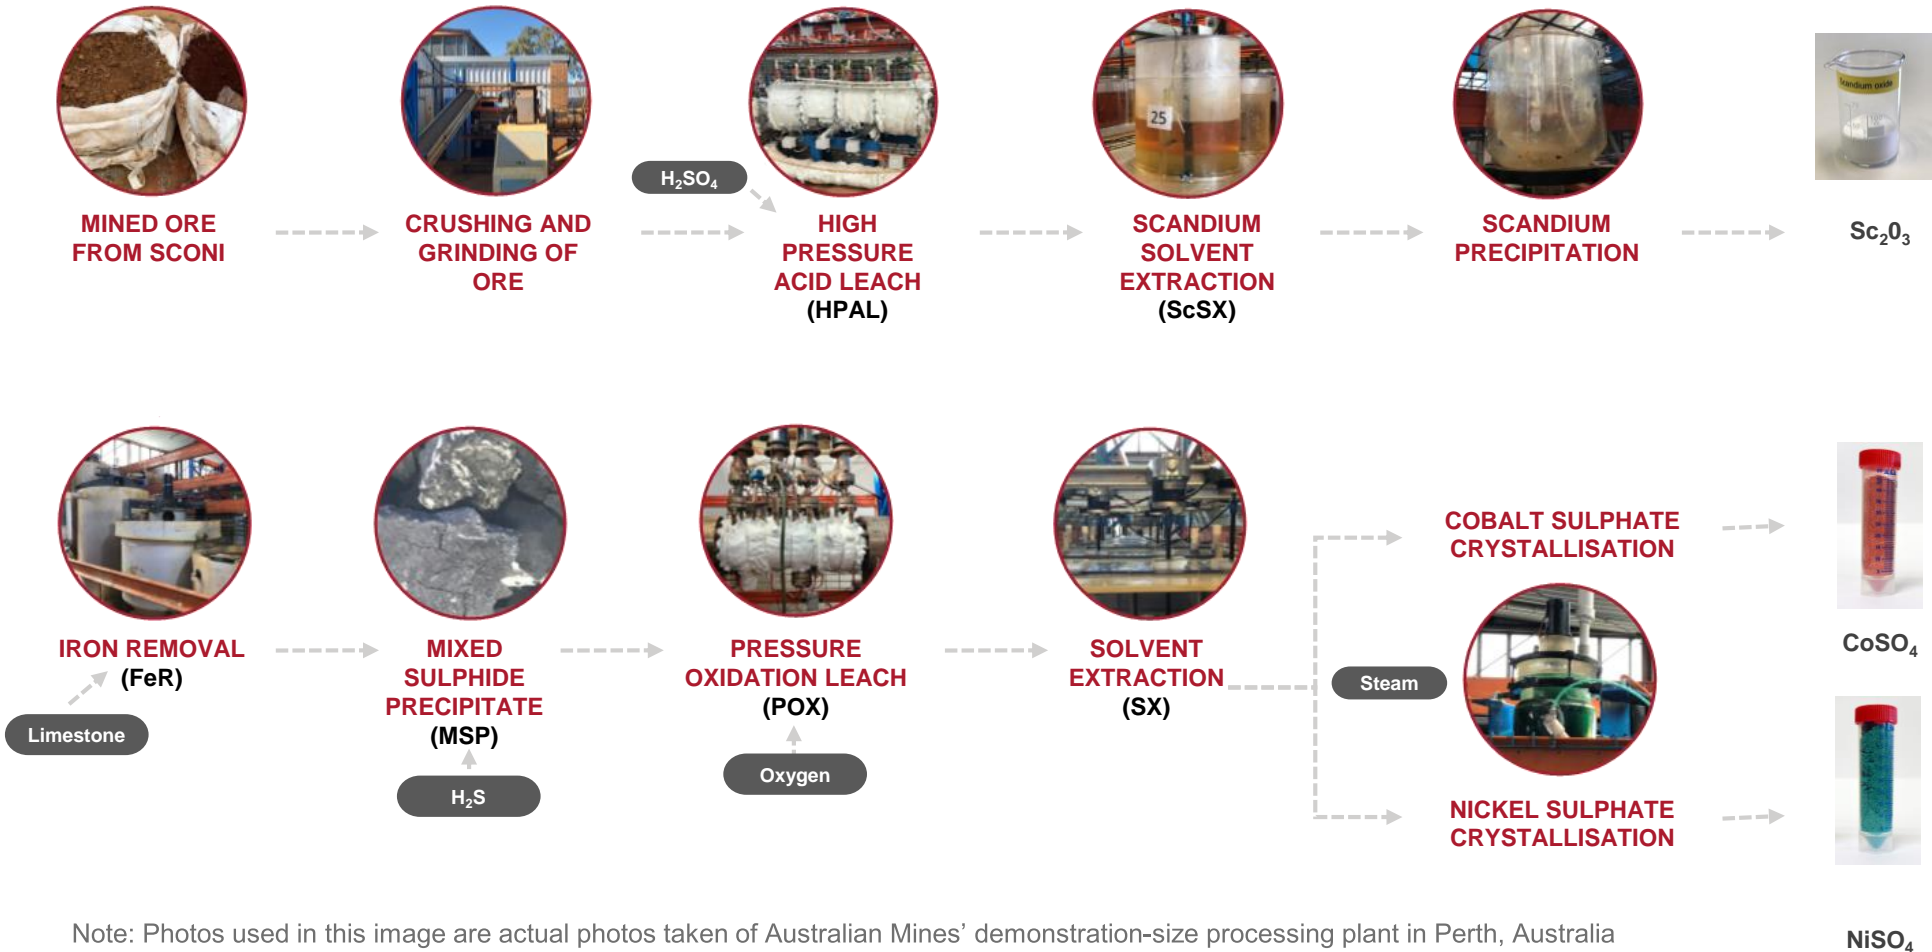 25
Scandium oxide
H₂SO₄
MINED ORE
FROM SCONI
CRUSHING AND
GRINDING OF
ORE
HIGH
PRESSURE
ACID LEACH
(HPAL)
SCANDIUM
SOLVENT
EXTRACTION
(ScSX)
SCANDIUM
PRECIPITATION
Sc₂0₃
IRON REMOVAL
(FeR)
Limestone
MIXED
SULPHIDE
PRECIPITATE
(MSP)
H₂S
PRESSURE
OXIDATION LEACH
(POX)
Oxygen
SOLVENT
EXTRACTION
(SX)
COBALT SULPHATE
CRYSTALLISATION
CoSO₄
Steam
NICKEL SULPHATE
CRYSTALLISATION
NiSO₄
Note: Photos used in this image are actual photos taken of Australian Mines’ demonstration-size processing plant in Perth, Australia